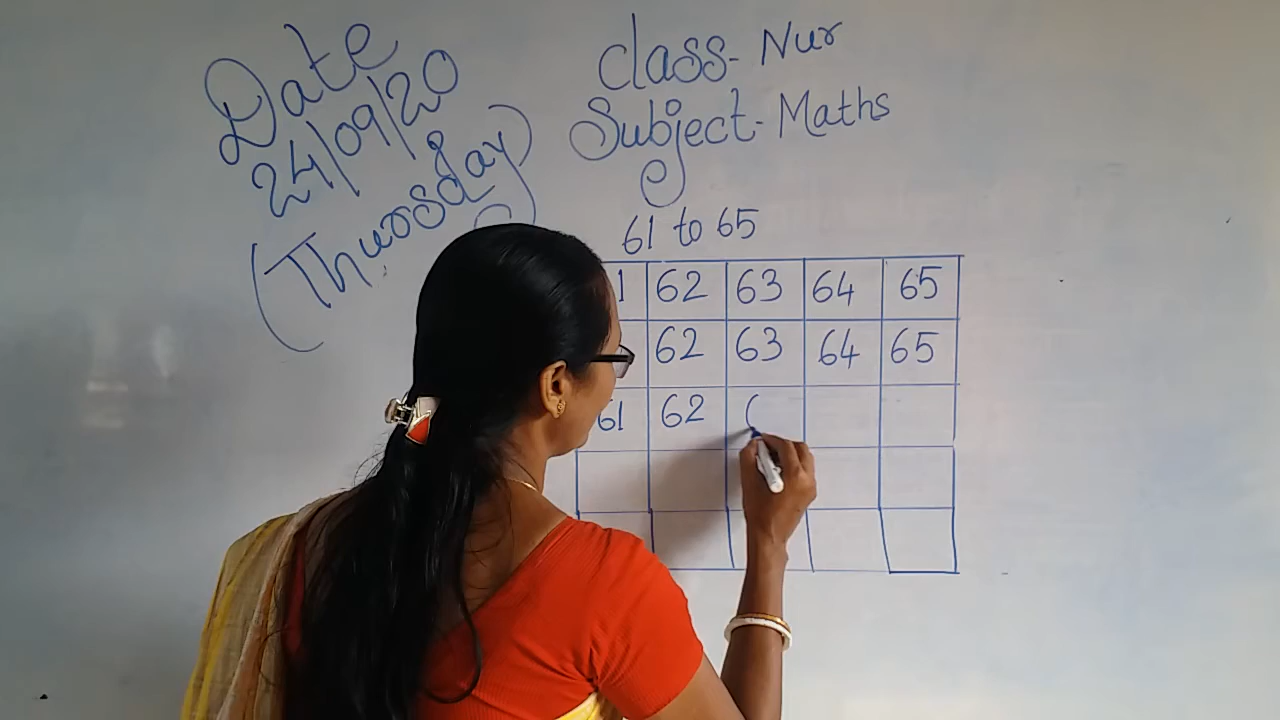 Date
24/09/20
(Thursday)
Class- Nur
Subject- Maths
61 to 65
1 62 63 64 65
62 63 64 65
61 62